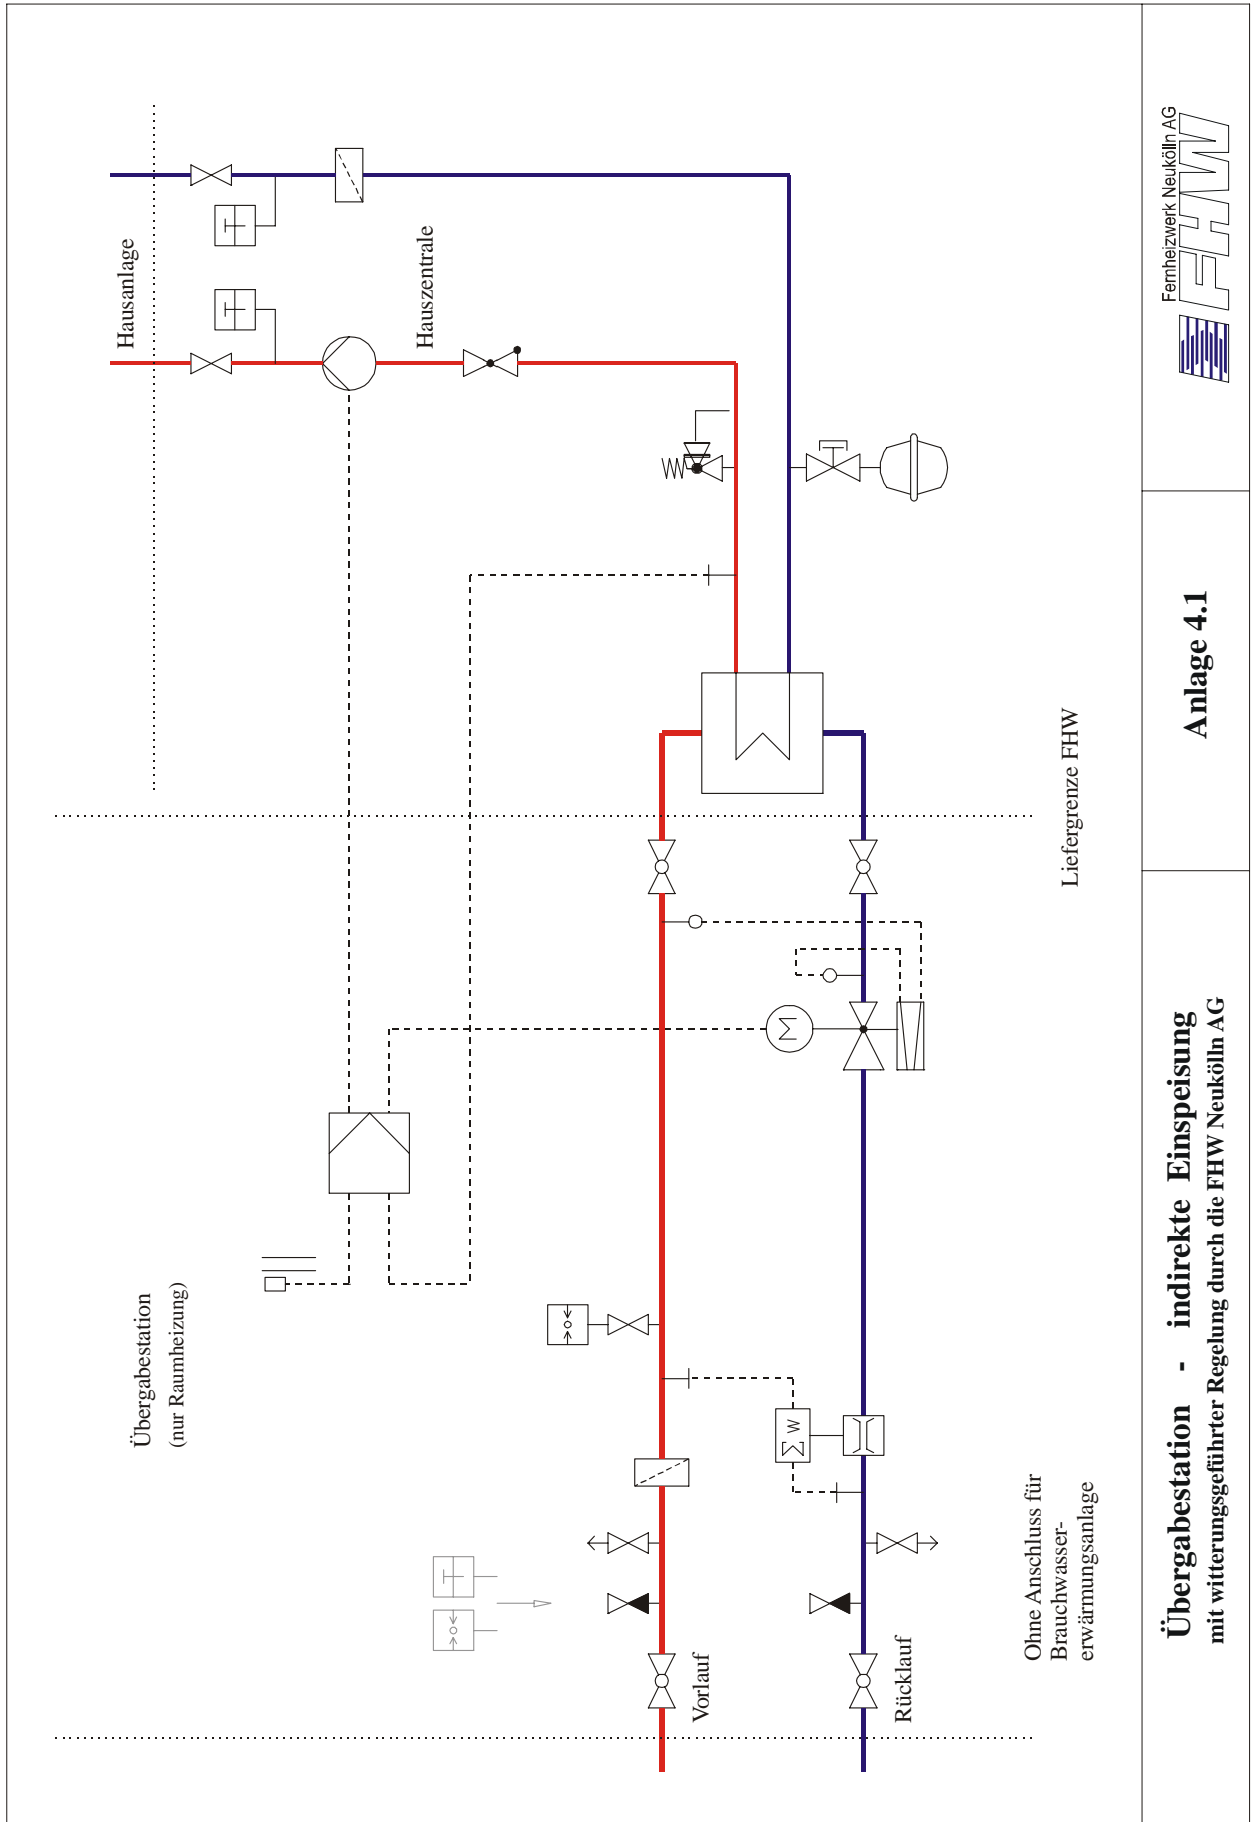 Übergabestation
(nur Raumheizung)
Hausanlage
Hauszentrale
Vorlauf
Rücklauf
Σ W
M
Liefergrenze FHW
Ohne Anschluss für
Brauchwasser-
erwärmungsanlage
Übergabestation - indirekte Einspeisung
mit witterungsgeführter Regelung durch die FHW Neukölln AG
Anlage 4.1
Fernheizwerk Neukölln AG
FHW